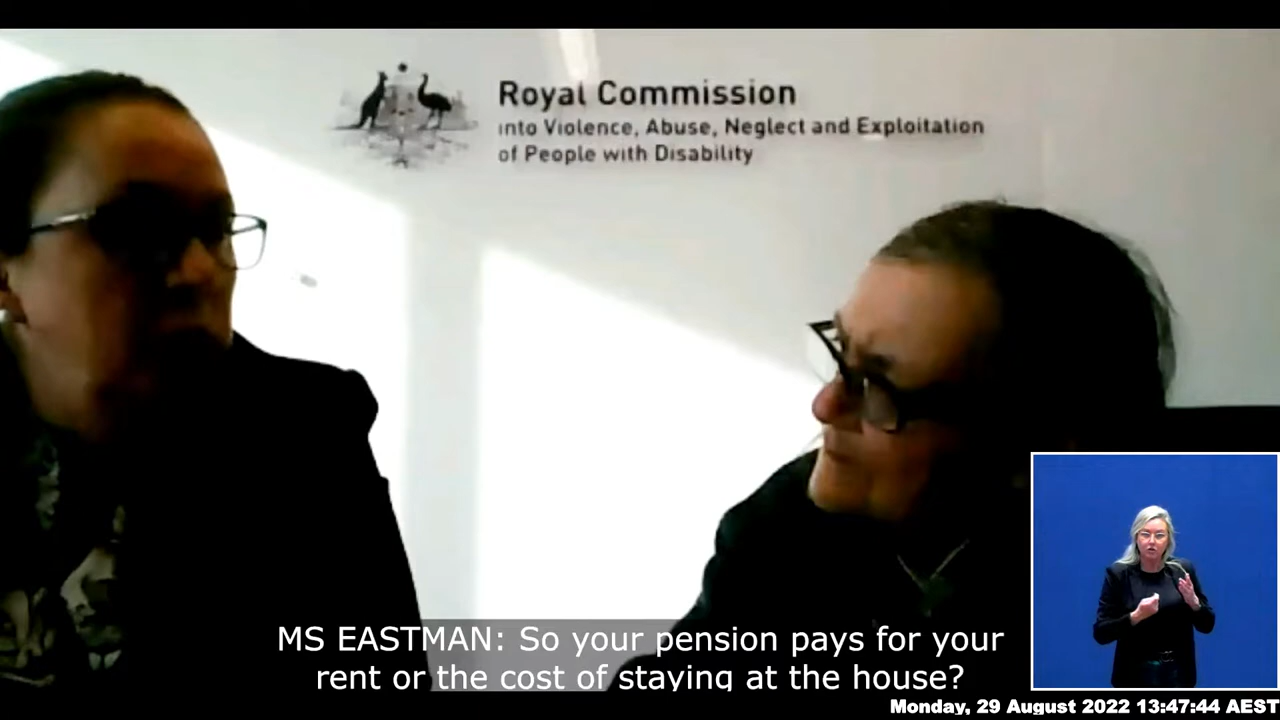 Royal Commission
into Violence, Abuse, Neglect and Exploitation
of People with Disability
MS EASTMAN: So your pension pays for your
rent or the cost of staying at the house?
Monday, 29 August 2022 13:47:44 AEST